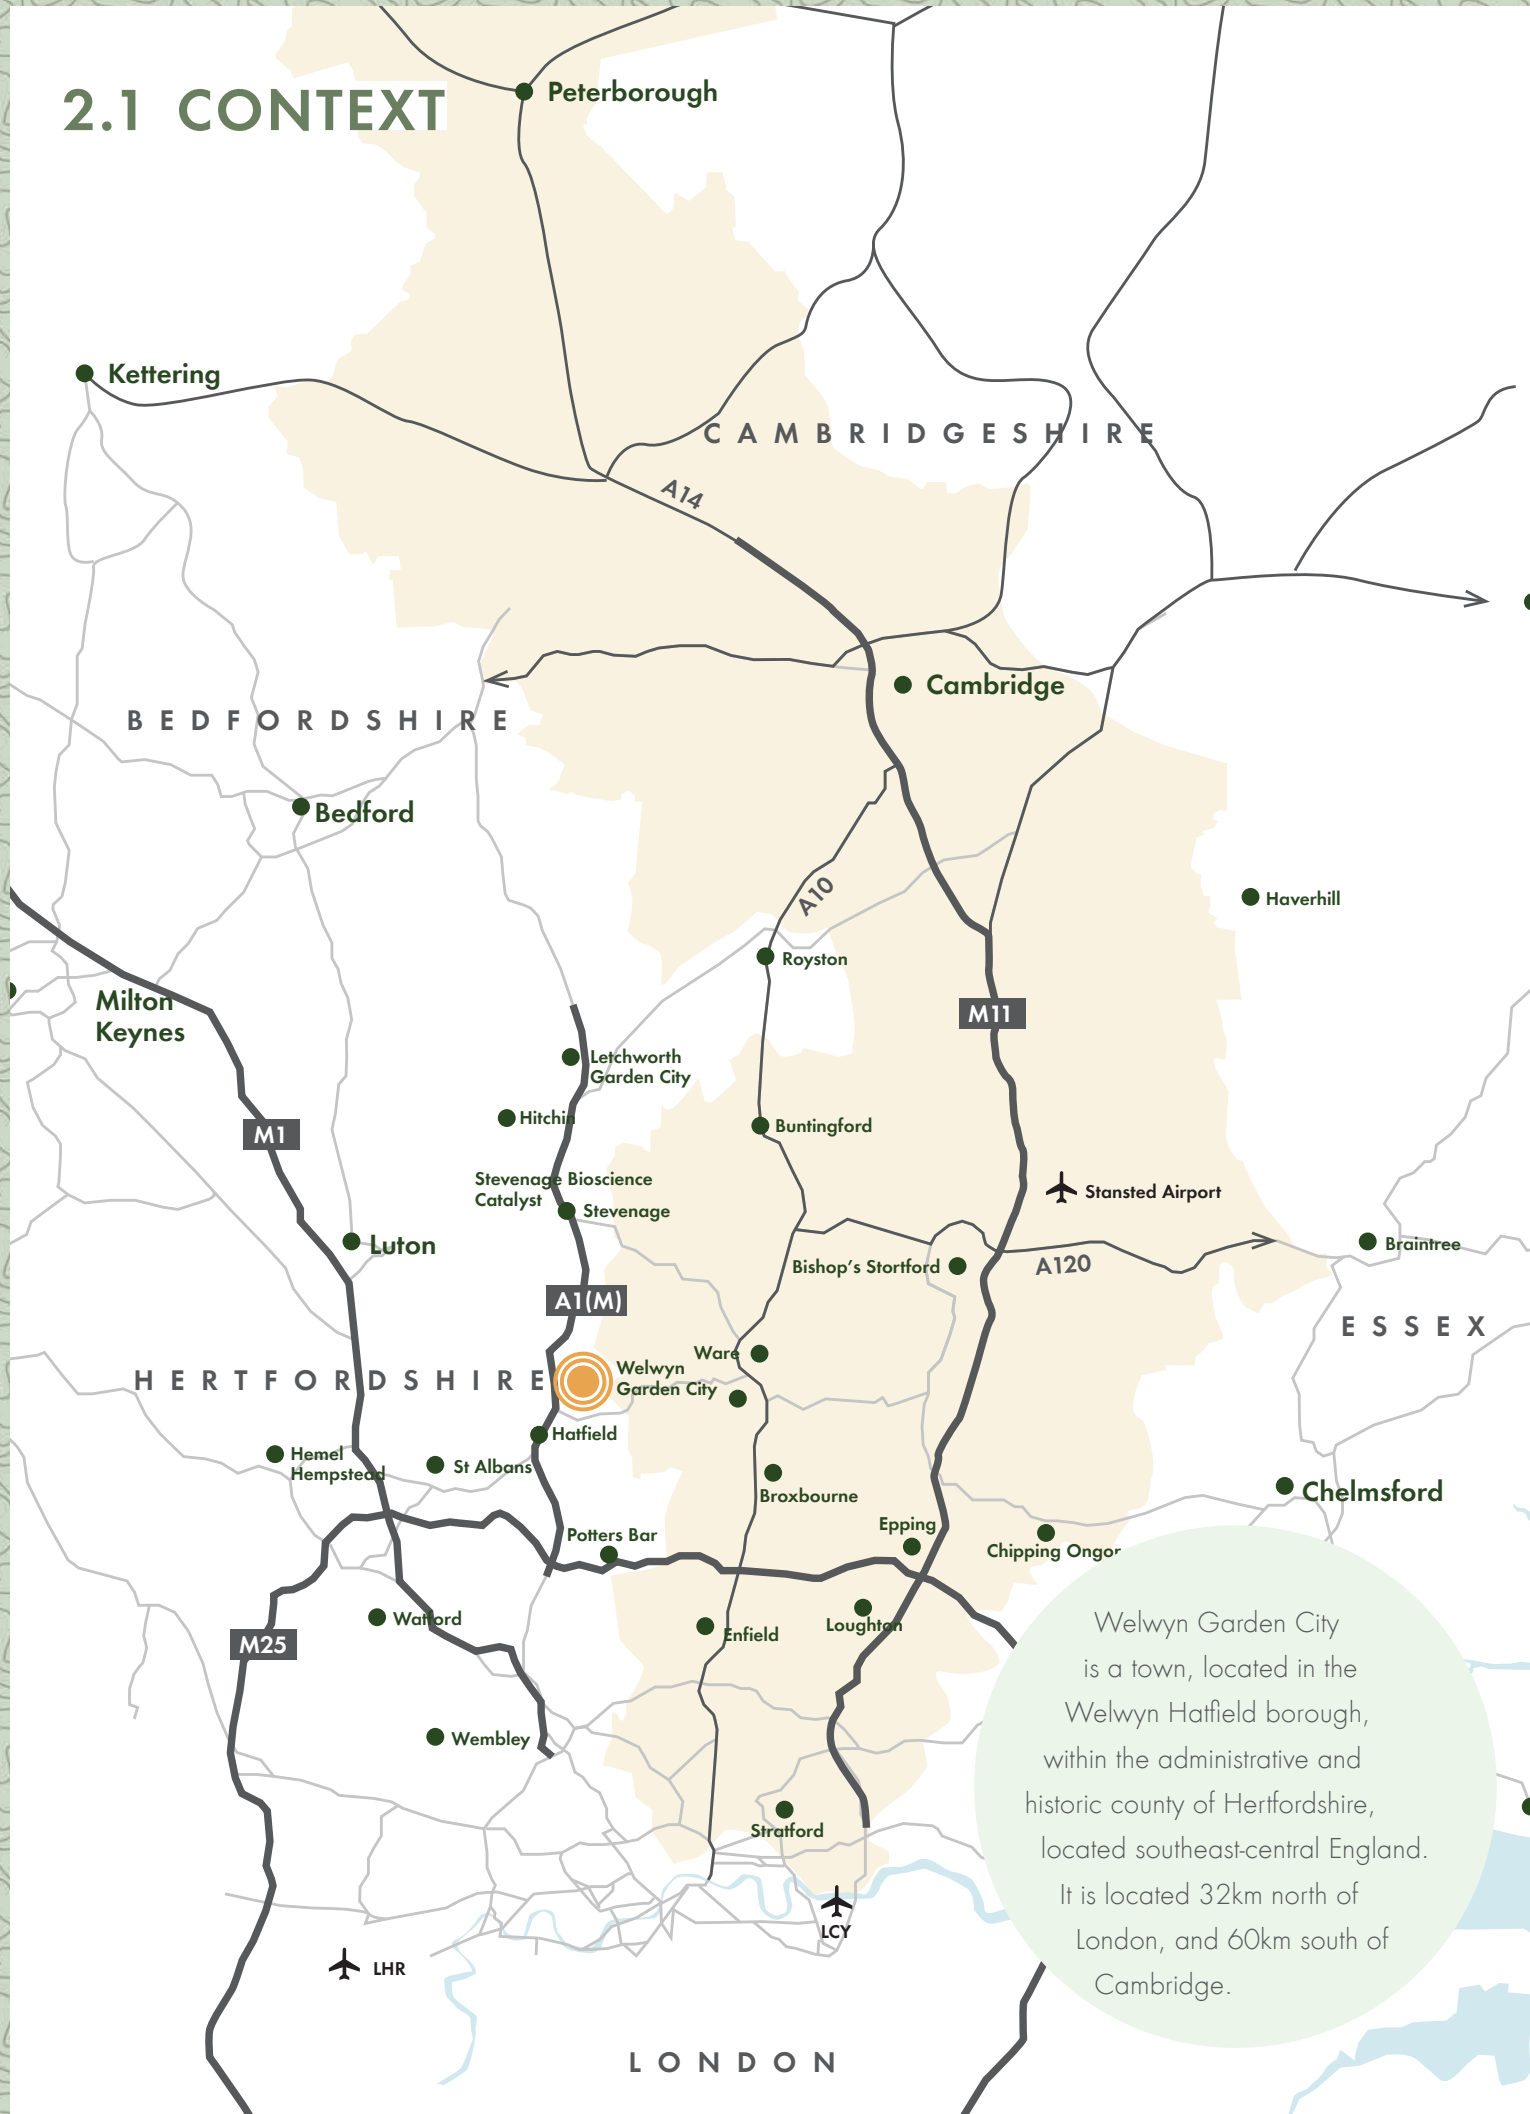 2.1 CONTEXT
Peterborough
Kettering
CAMBRIDGESHIRE
A14
Cambridge
BEDFORDSHIRE
Bedford
A10
Haverhill
Royston
Milton
Keynes
M11
Letchworth
Garden City
Hitchin
Buntingford
M1
Stevenage Bioscience
Catalyst
Stevenage
Stansted Airport
Luton
Bishop's Stortford
A120
Braintree
A1(M)
ESSEX
Ware
HERTFORDSHIRE
Welwyn
Garden City
Hatfield
Hemel
Hempstead
St Albans
Broxbourne
Chelmsford
Epping
Potters Bar
Chipping Ongar
Watford
Enfield
Loughton
M25
Wembley
Stratford
LCY
LHR
LONDON
Welwyn Garden City
is a town, located in the
Welwyn Hatfield borough,
within the administrative and
historic county of Hertfordshire,
located southeast-central England.
It is located 32km north of
London, and 60km south of
Cambridge.